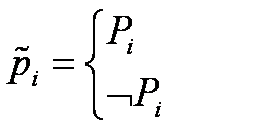 p̃ᵢ = { Pᵢ
¬Pᵢ